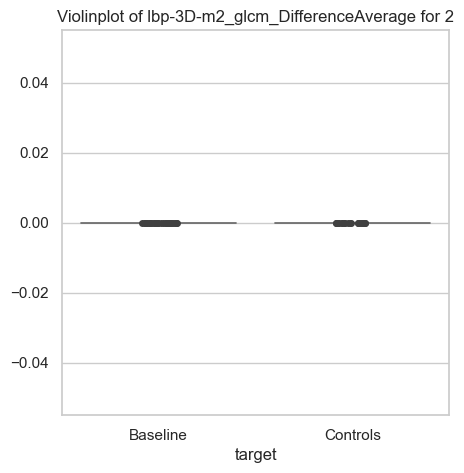 Violinplot of lbp-3D-m2_glcm_DifferenceAverage for 2
0.04
0.02
0.00
−0.02
−0.04
Baseline Controls
target